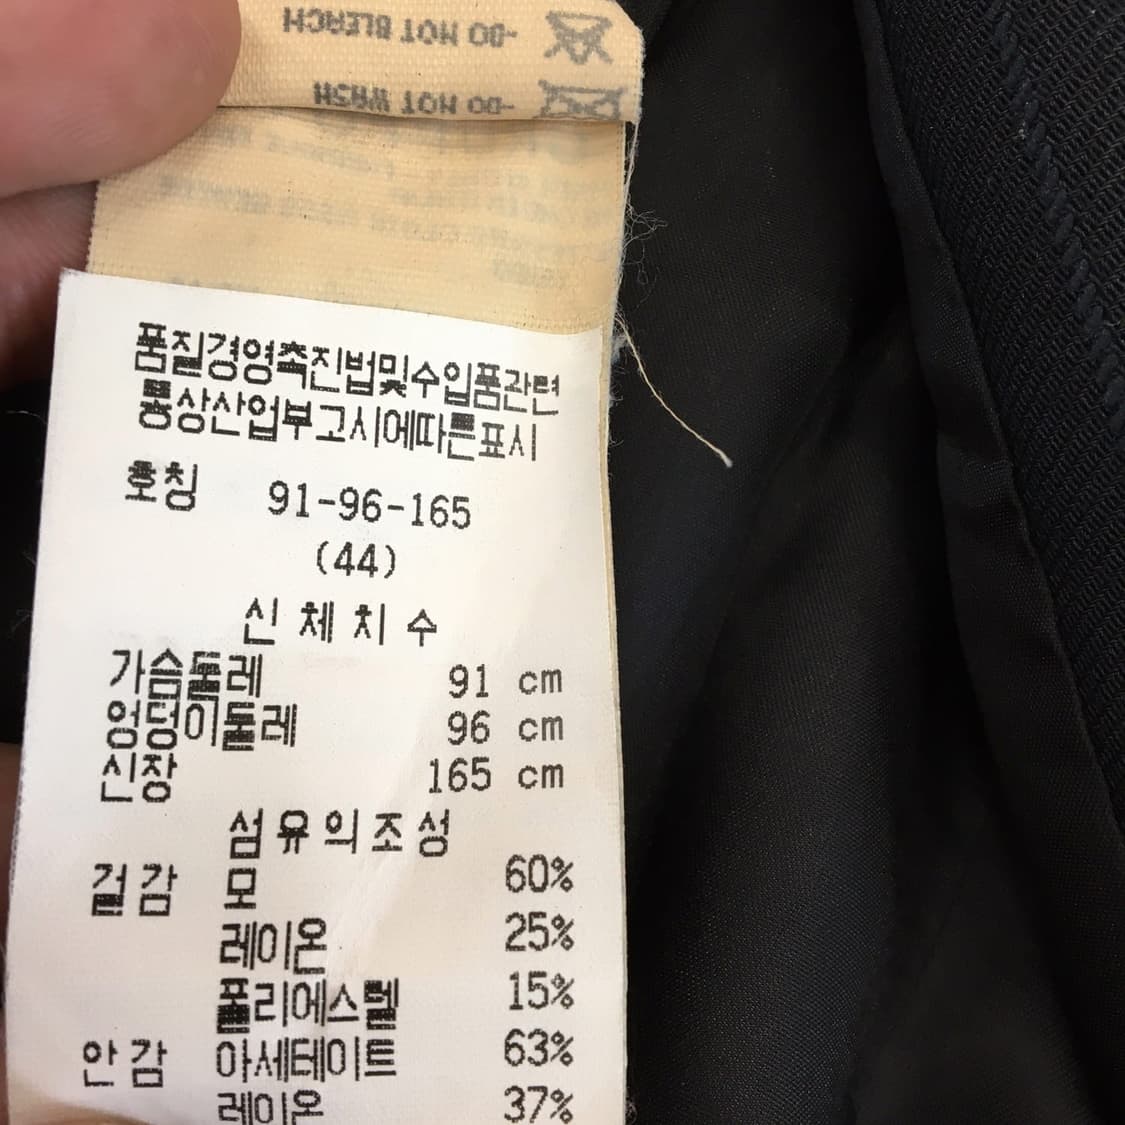 -DO NOT BLEACH
-DO NOT WASH
품질경영촉진법및수입품관련
통상산업부고시에따른표시
호칭 91-96-165
(44)
신체치수
가슴둘레 91 cm
엉덩이둘레 96 cm
신장 165 cm
섬유의조성
겉감 모 60%
레이온 25%
폴리에스텔 15%
안감 아세테이트 63%
레이온 37%